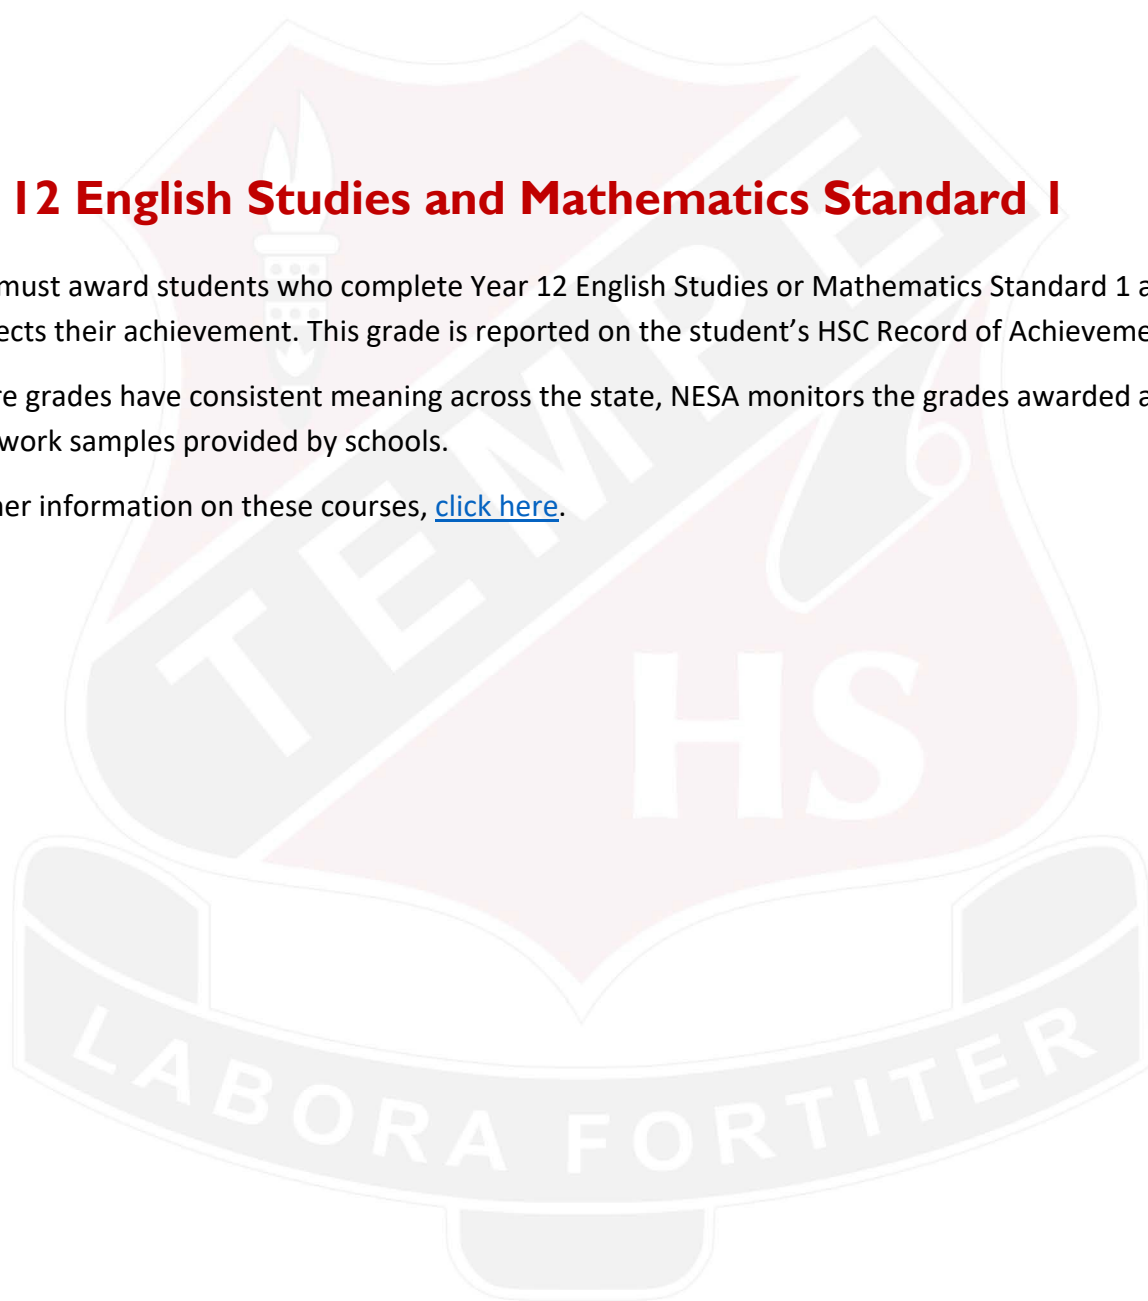 12 English Studies and Mathematics Standard 1
must award students who complete Year 12 English Studies or Mathematics Standard 1 a
ects their achievement. This grade is reported on the student’s HSC Record of Achieveme
re grades have consistent meaning across the state, NESA monitors the grades awarded a
work samples provided by schools.
her information on these courses, click here.
TEMPE
HS
LABORA FORTITER